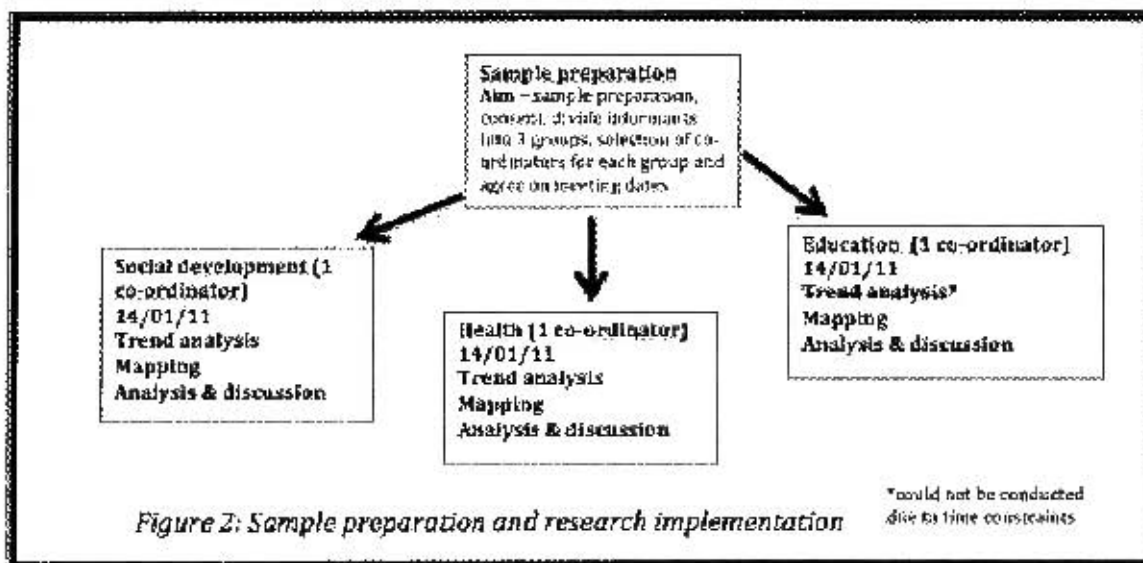 Sample preparation
Aim – sample preparation,
consent, divide informants
into 3 groups, selection of co-
ordinators for each group and
agree on meeting dates
Social development (1
co-ordinator)
14/01/11
Trend analysis
Mapping
Analysis & discussion
Health (1 co-ordinator)
14/01/11
Trend analysis
Mapping
Analysis & discussion
Education (1 co-ordinator)
14/01/11
Trend analysis*
Mapping
Analysis & discussion
*could not be conducted
due to time constraints
Figure 2: Sample preparation and research implementation